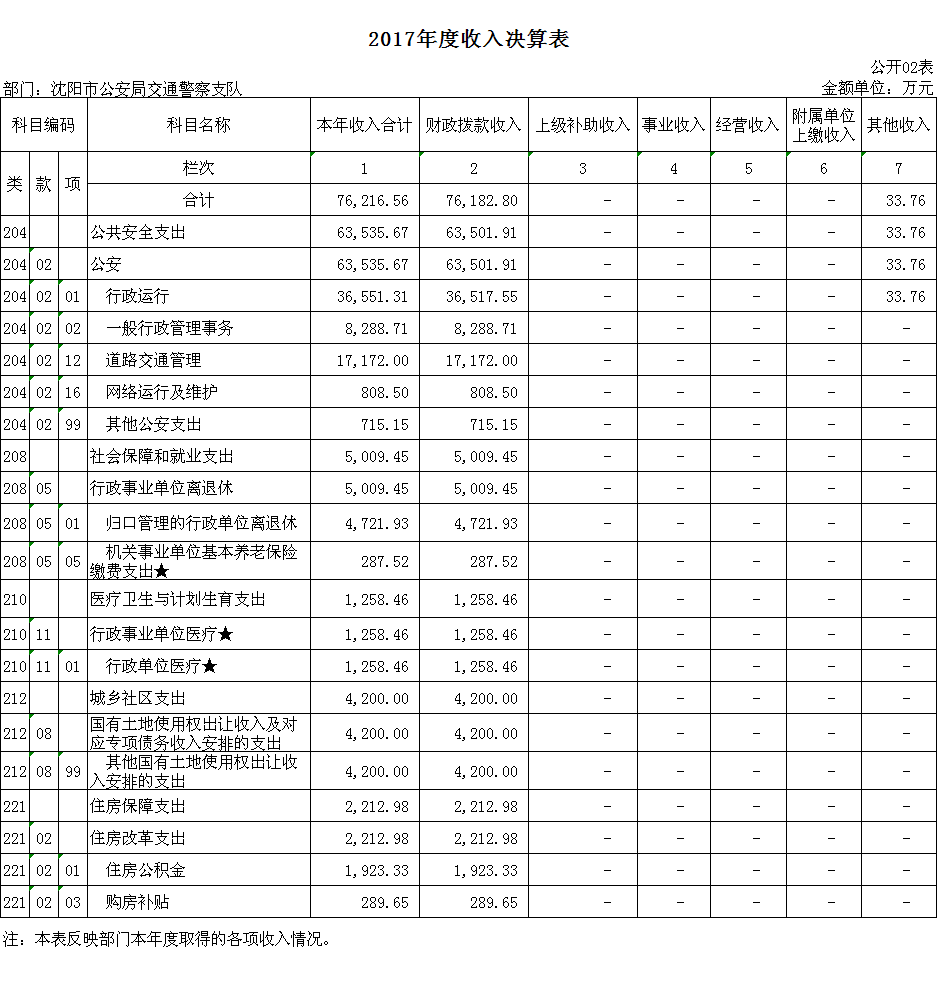 2017年度收入决算表
公开02表
部门：沈阳市公安局交通警察支队 金额单位：万元
科目编码 科目名称 本年收入合计 财政拨款收入 上级补助收入 事业收入 经营收入 附属单位上缴收入 其他收入
类 款 项 栏次 1 2 3 4 5 6 7
合计 76,216.56 76,182.80 － － － － 33.76
204 公共安全支出 63,535.67 63,501.91 － － － － 33.76
204 02 公安 63,535.67 63,501.91 － － － － 33.76
204 02 01 行政运行 36,551.31 36,517.55 － － － － 33.76
204 02 02 一般行政管理事务 8,288.71 8,288.71 － － － － －
204 02 12 道路交通管理 17,172.00 17,172.00 － － － － －
204 02 16 网络运行及维护 808.50 808.50 － － － － －
204 02 99 其他公安支出 715.15 715.15 － － － － －
208 社会保障和就业支出 5,009.45 5,009.45 － － － － －
208 05 行政事业单位离退休 5,009.45 5,009.45 － － － － －
208 05 01 归口管理的行政单位离退休 4,721.93 4,721.93 － － － － －
208 05 05 机关事业单位基本养老保险缴费支出★ 287.52 287.52 － － － － －
210 医疗卫生与计划生育支出 1,258.46 1,258.46 － － － － －
210 11 行政事业单位医疗★ 1,258.46 1,258.46 － － － － －
210 11 01 行政单位医疗★ 1,258.46 1,258.46 － － － － －
212 城乡社区支出 4,200.00 4,200.00 － － － － －
212 08 国有土地使用权出让收入及对应专项债务收入安排的支出 4,200.00 4,200.00 － － － － －
212 08 99 其他国有土地使用权出让收入安排的支出 4,200.00 4,200.00 － － － － －
221 住房保障支出 2,212.98 2,212.98 － － － － －
221 02 住房改革支出 2,212.98 2,212.98 － － － － －
221 02 01 住房公积金 1,923.33 1,923.33 － － － － －
221 02 03 购房补贴 289.65 289.65 － － － － －
注：本表反映部门本年度取得的各项收入情况。